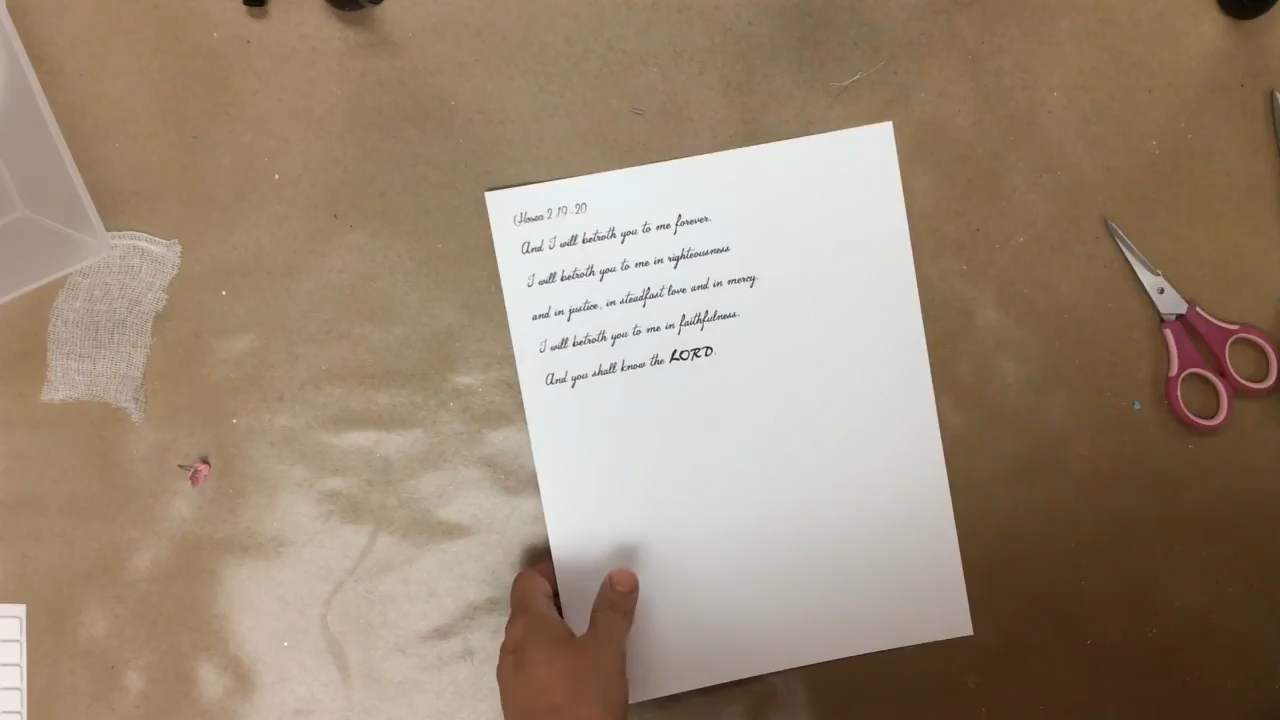 Hosea 2:19-20
And I will betroth you to me forever.
I will betroth you to me in righteousness
and in justice, in steadfast love and in mercy.
I will betroth you to me in faithfulness.
And you shall know the LORD.